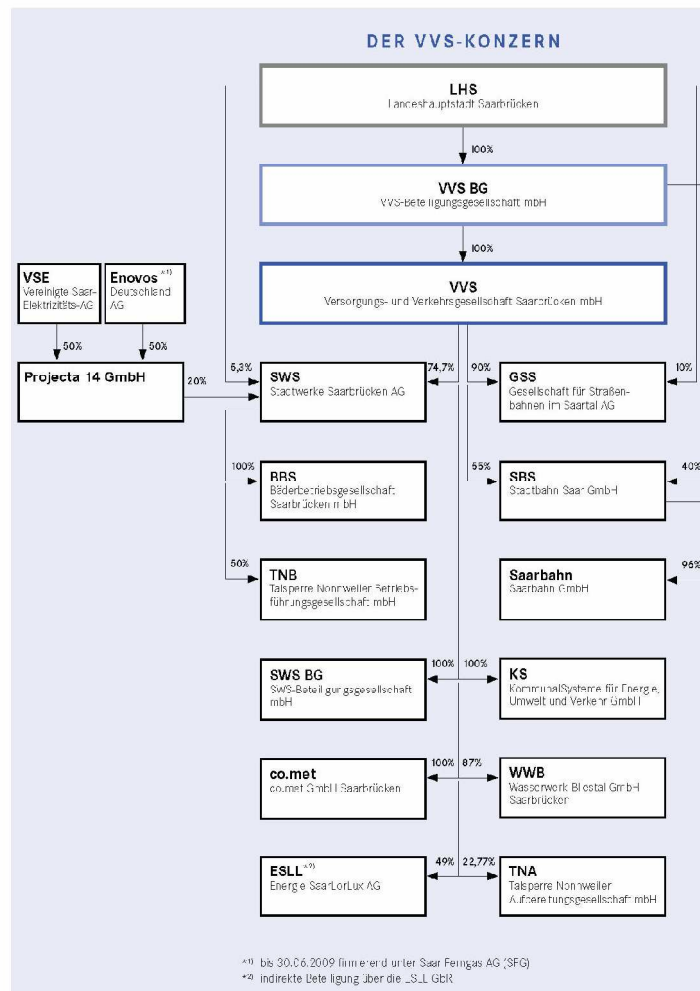 DER VVS-KONZERN
LHS
Landeshauptstadt Saarbrücken
100%
VVS BG
VVS-Beteiligungsgesellschaft mbH
100%
VVS
Versorgungs- und Verkehrsgesellschaft Saarbrücken mbH
VSE
Vereinigte Saar-
Elektrizitäts-AG
Enovos *1)
Deutschland
AG
50%
50%
Projecta 14 GmbH
20%
5,3%
SWS
Stadtwerke Saarbrücken AG
74,7%
90%
GSS
Gesellschaft für Straßen-
bahnen im Saartal AG
10%
100%
BBS
Bäderbetriebsgesellschaft
Saarbrücken mbH
55%
SBS
Stadtbahn Saar GmbH
40%
50%
TNB
Talsperre Nonnweiler Betriebs-
führungsgesellschaft mbH
Saarbahn
Saarbahn GmbH
96%
SWS BG
SWS-Beteiligungsgesellschaft
mbH
100%
100%
KS
KommunalSysteme für Energie,
Umwelt und Verkehr GmbH
co.met
co.met GmbH Saarbrücken
100%
87%
WWB
Wasserwerk Bliestal GmbH
Saarbrücken
ESLL *2)
Energie SaarLorLux AG
49%
22,77%
TNA
Talsperre Nonnweiler
Aufbereitungsgesellschaft mbH
*1) bis 30.06.2009 firmierend unter Saar Ferngas AG (SFG)
*2) indirekte Beteiligung über die ESLL GbR